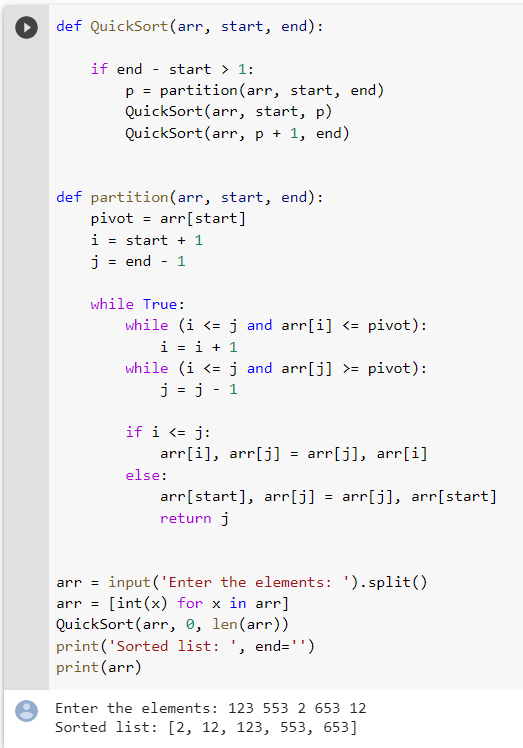 def QuickSort(arr, start, end):
if end - start > 1:
p = partition(arr, start, end)
QuickSort(arr, start, p)
QuickSort(arr, p + 1, end)
def partition(arr, start, end):
pivot = arr[start]
i = start + 1
j = end - 1
while True:
while (i <= j and arr[i] <= pivot):
i = i + 1
while (i <= j and arr[j] >= pivot):
j = j - 1
if i <= j:
arr[i], arr[j] = arr[j], arr[i]
else:
arr[start], arr[j] = arr[j], arr[start]
return j
arr = input('Enter the elements: ').split()
arr = [int(x) for x in arr]
QuickSort(arr, 0, len(arr))
print('Sorted list: ', end='')
print(arr)
Enter the elements: 123 553 2 653 12
Sorted list: [2, 12, 123, 553, 653]